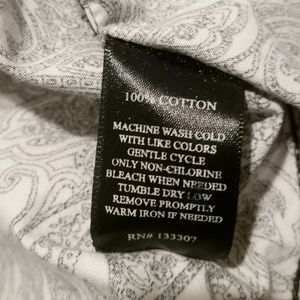 100% COTTON
MACHINE WASH COLD
WITH LIKE COLORS
GENTLE CYCLE
ONLY NON-CHLORINE
BLEACH WHEN NEEDED
TUMBLE DRY LOW
REMOVE PROMPTLY
WARM IRON IF NEEDED
RN# 133307